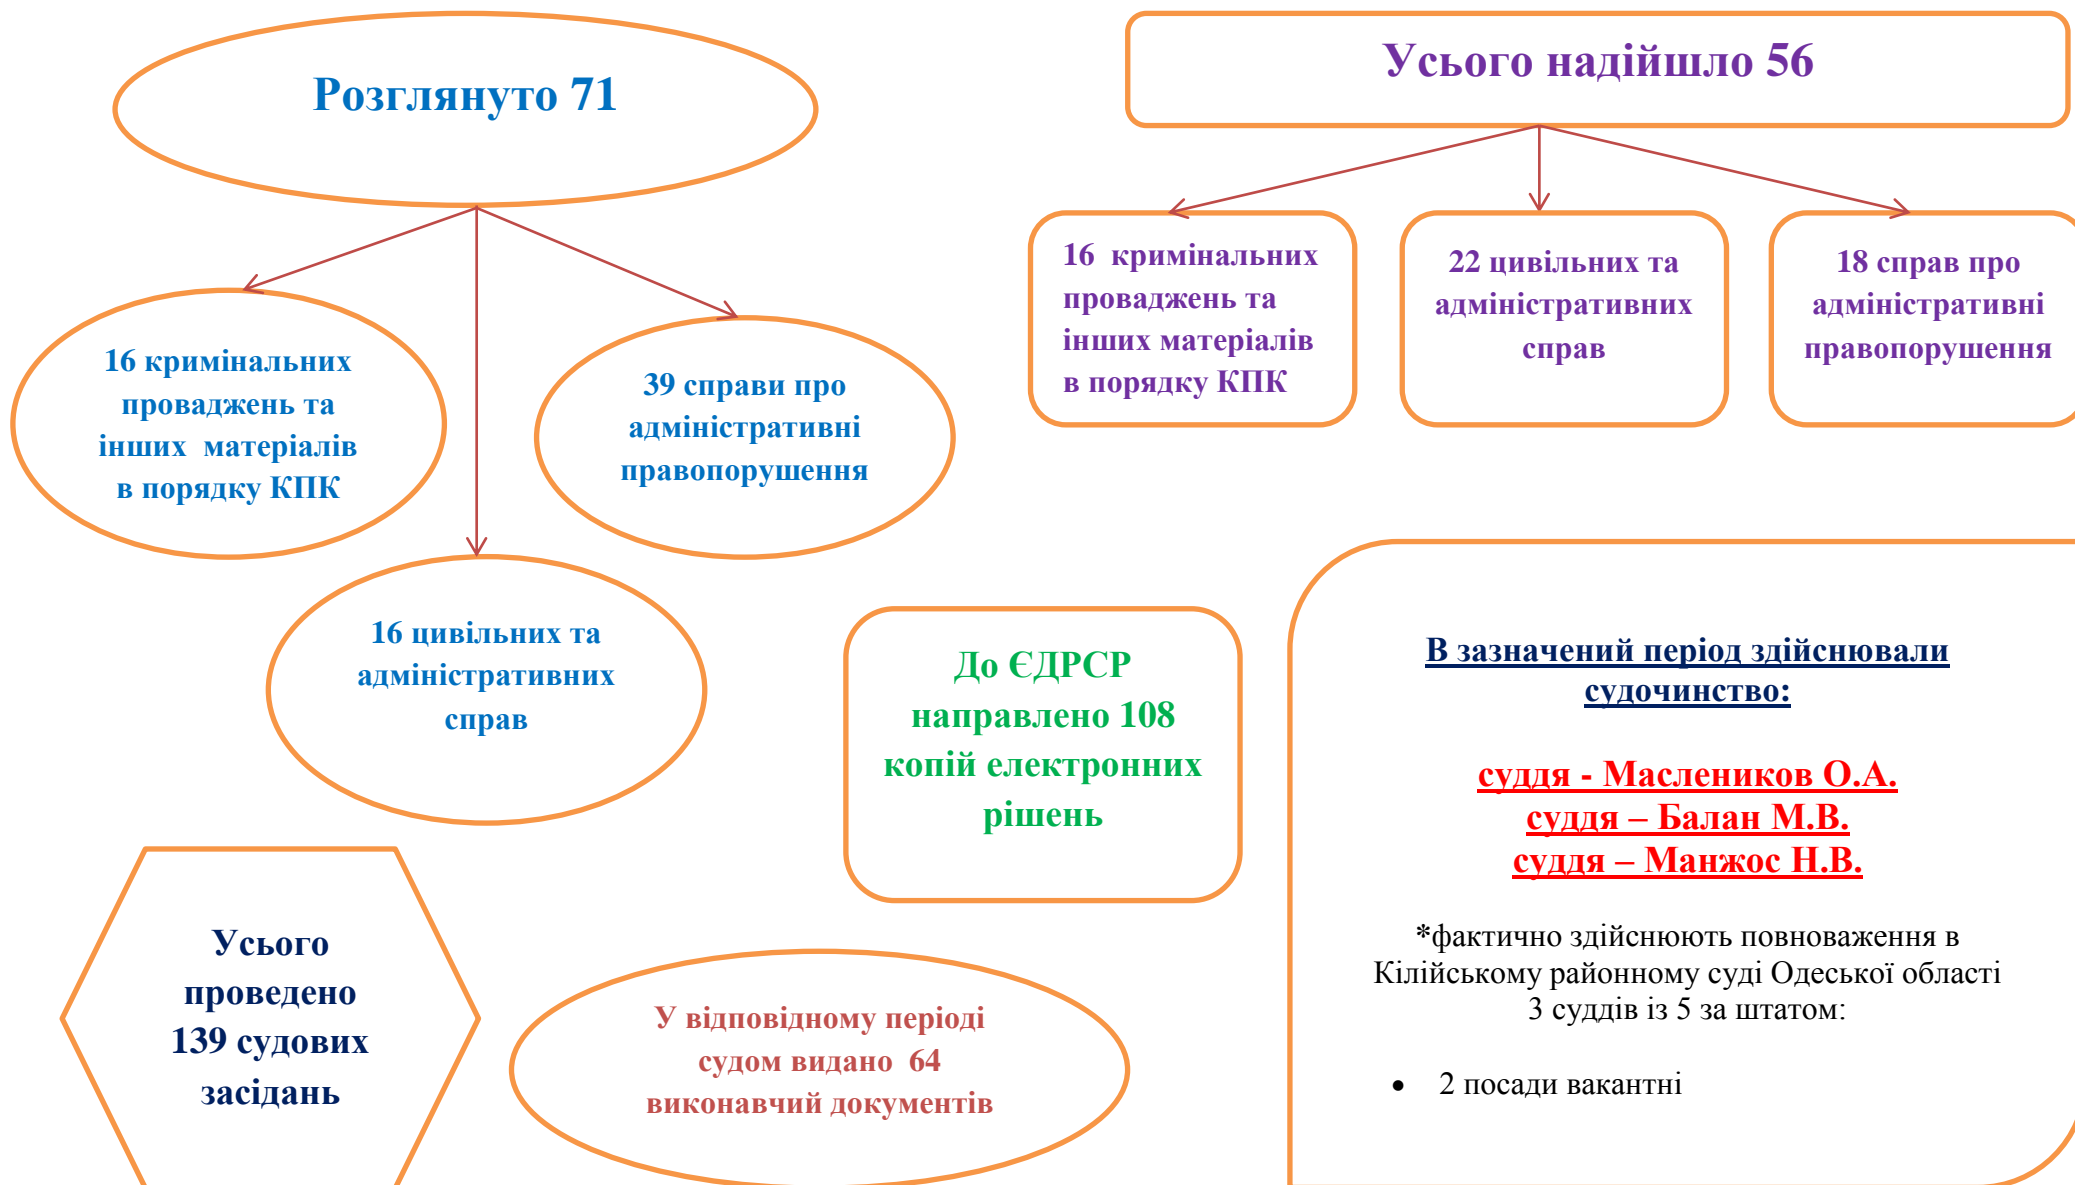 Розглянуто 71
Усього надійшло 56
16 кримінальних
проваджень та
інших матеріалів
в порядку КПК
39 справи про
адміністративні
правопорушення
16 цивільних та
адміністративних
справ
16 кримінальних
проваджень та
інших матеріалів
в порядку КПК
22 цивільних та
адміністративних
справ
18 справ про
адміністративні
правопорушення
До ЄДРСР
направлено 108
копій електронних
рішень
В зазначений період здійснювали
судочинство:
суддя - Маслеников О.А.
суддя – Балан М.В.
суддя – Манжос Н.В.
*фактично здійснюють повноваження в
Кілійському районному суді Одеської області
3 суддів із 5 за штатом:
• 2 посади вакантні
Усього
проведено
139 судових
засідань
У відповідному періоді
судом видано 64
виконавчий документів